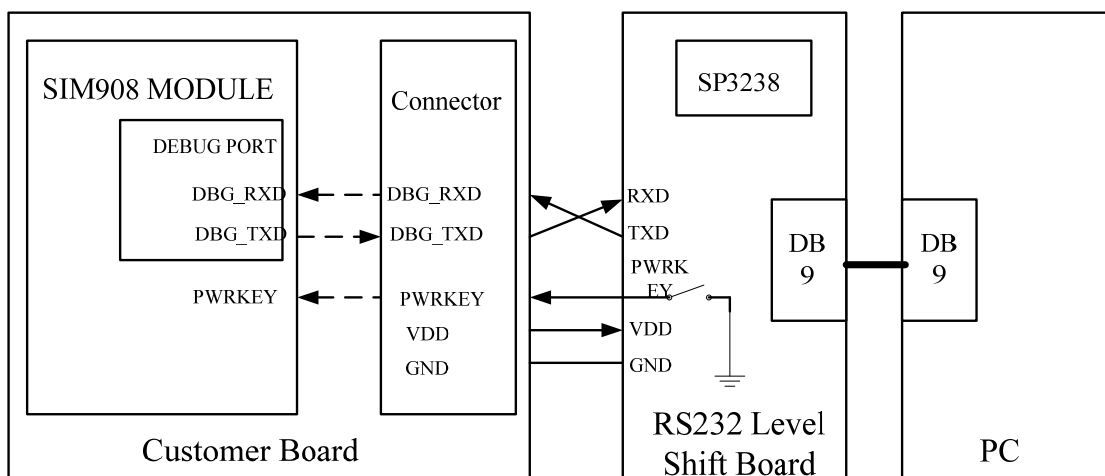 SIM908 MODULE
DEBUG PORT
DBG_RXD
DBG_TXD
PWRKEY
Connector
DBG_RXD
DBG_TXD
PWRKEY
VDD
GND
Customer Board
SP3238
RXD
TXD
PWRK
EY
VDD
GND
DB
9
RS232 Level
Shift Board
DB
9
PC